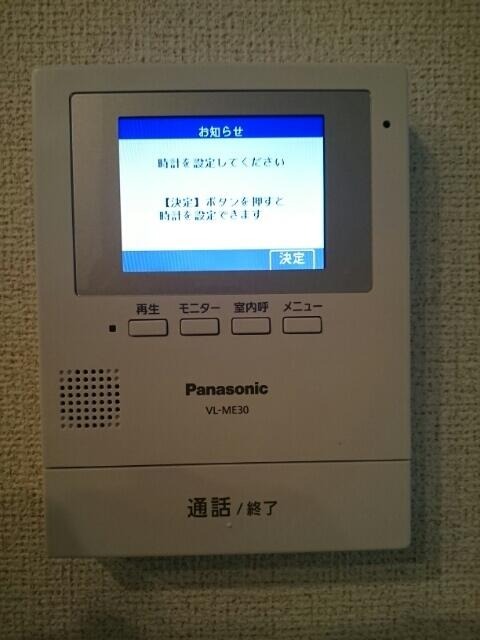 お知らせ
時計を設定してください
【決定】ボタンを押すと
時計を設定できます
決定
再生 モニター 室内呼 メニュー
Panasonic
VL-ME30
通話/終了